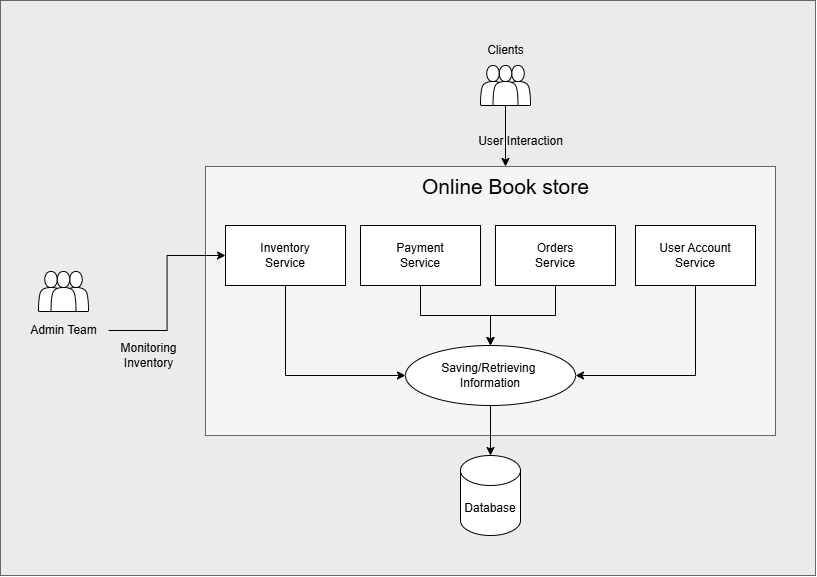 Clients
User Interaction
Online Book store
Inventory
Service
Payment
Service
Orders
Service
User Account
Service
Admin Team
Monitoring
Inventory
Saving/Retrieving
Information
Database